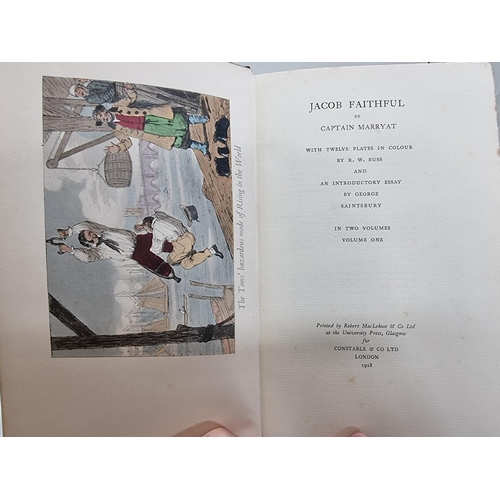 The Toms' hazardous mode of Rising in the World
JACOB FAITHFUL
BY
CAPTAIN MARRYAT
WITH TWELVE PLATES IN COLOUR
BY R. W. BUSS
AND
AN INTRODUCTORY ESSAY
BY GEORGE
SAINTSBURY
IN TWO VOLUMES
VOLUME ONE
Printed by Robert MacLehose & Co Ltd
at the University Press, Glasgow
for
CONSTABLE & CO LTD
LONDON
1928